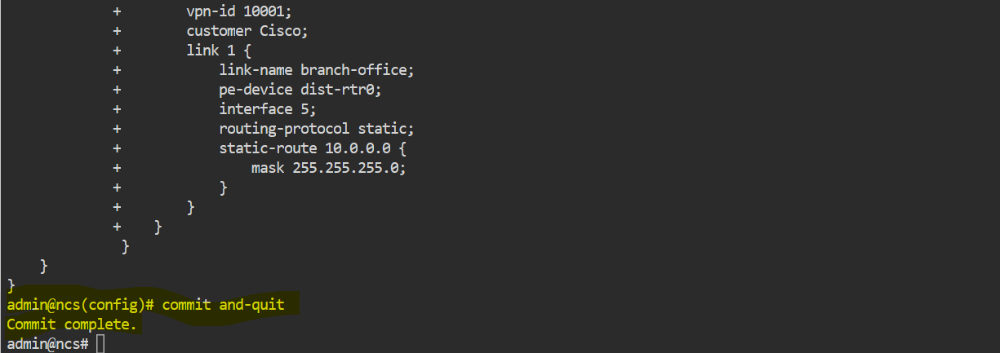 +        vpn-id 10001;
+        customer Cisco;
+        link 1 {
+            link-name branch-office;
+            pe-device dist-rtr0;
+            interface 5;
+            routing-protocol static;
+            static-route 10.0.0.0 {
+                mask 255.255.255.0;
+            }
+        }
+    }
}
}
}
admin@ncs(config)# commit and-quit
Commit complete.
admin@ncs#